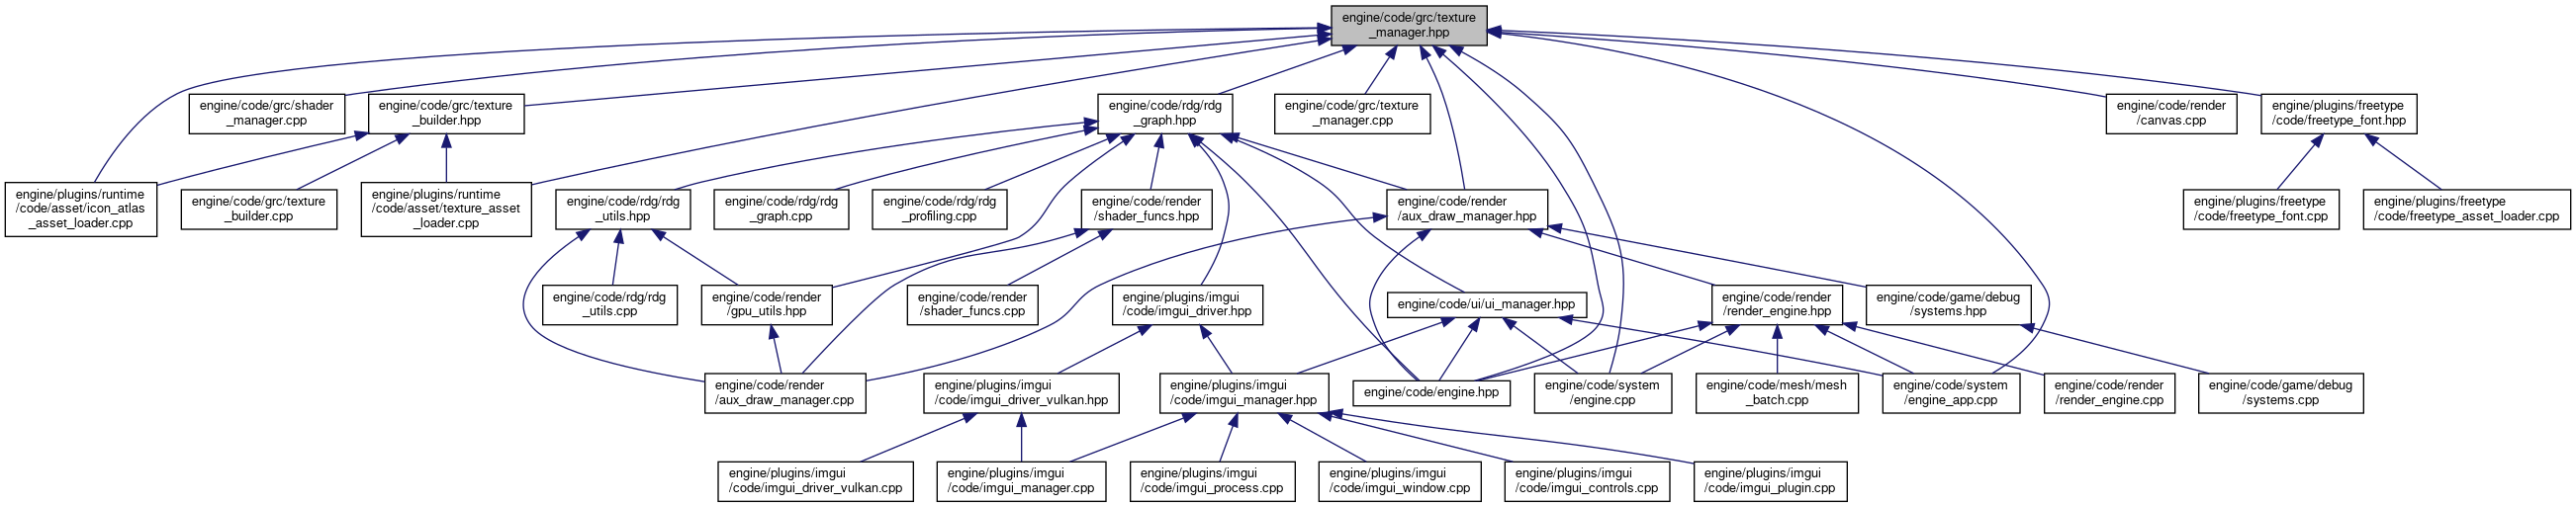 engine/code/grc/texture
_manager.hpp
engine/code/grc/shader
_manager.cpp
engine/code/grc/texture
_builder.hpp
engine/code/rdg/rdg
_graph.hpp
engine/code/grc/texture
_manager.cpp
engine/code/render
/canvas.cpp
engine/plugins/freetype
/code/freetype_font.hpp
engine/plugins/runtime
/code/asset/icon_atlas
_asset_loader.cpp
engine/code/grc/texture
_builder.cpp
engine/plugins/runtime
/code/asset/texture_asset
_loader.cpp
engine/code/rdg/rdg
_utils.hpp
engine/code/rdg/rdg
_graph.cpp
engine/code/rdg/rdg
_profiling.cpp
engine/code/render
/shader_funcs.hpp
engine/code/render
/aux_draw_manager.hpp
engine/plugins/freetype
/code/freetype_font.cpp
engine/plugins/freetype
/code/freetype_asset_loader.cpp
engine/code/rdg/rdg
_utils.cpp
engine/code/render
/gpu_utils.hpp
engine/code/render
/shader_funcs.cpp
engine/plugins/imgui
/code/imgui_driver.hpp
engine/code/ui/ui_manager.hpp
engine/code/render
/render_engine.hpp
engine/code/game/debug
/systems.hpp
engine/code/render
/aux_draw_manager.cpp
engine/plugins/imgui
/code/imgui_driver_vulkan.hpp
engine/plugins/imgui
/code/imgui_manager.hpp
engine/code/engine.hpp
engine/code/system
/engine.cpp
engine/code/mesh/mesh
_batch.cpp
engine/code/system
/engine_app.cpp
engine/code/render
/render_engine.cpp
engine/code/game/debug
/systems.cpp
engine/plugins/imgui
/code/imgui_driver_vulkan.cpp
engine/plugins/imgui
/code/imgui_manager.cpp
engine/plugins/imgui
/code/imgui_process.cpp
engine/plugins/imgui
/code/imgui_window.cpp
engine/plugins/imgui
/code/imgui_controls.cpp
engine/plugins/imgui
/code/imgui_plugin.cpp